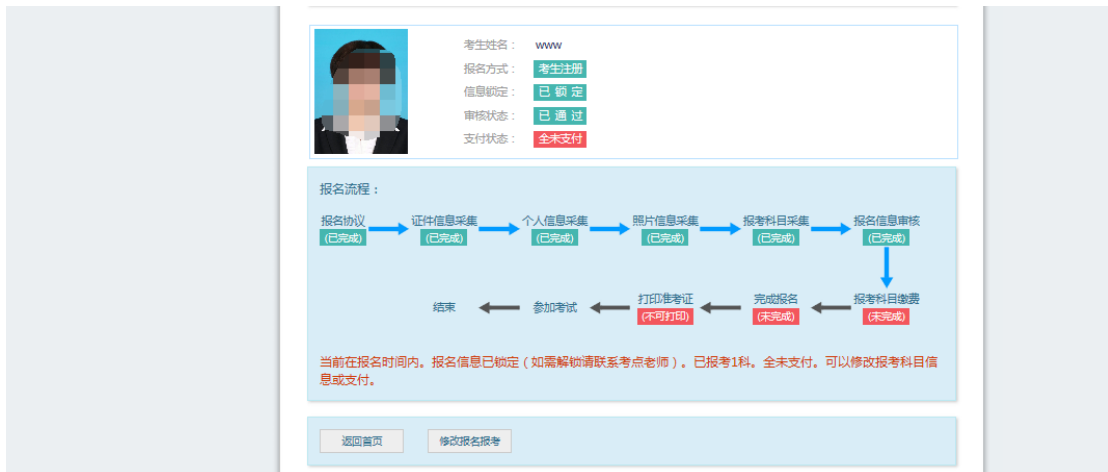 考生姓名： www
报名方式： 考生注册
信息锁定： 已 锁 定
审核状态： 已 通 过
支付状态： 全未支付
报名流程：
报名协议 证件信息采集 个人信息采集 照片信息采集 报考科目采集 报名信息审核
(已完成) (已完成) (已完成) (已完成) (已完成) (已完成)
结束 参加考试 打印准考证 完成报名 报考科目缴费
(不可打印) (未完成) (未完成)
当前在报名时间内。报名信息已锁定（如需解锁请联系考点老师）。已报考1科。全未支付。可以修改报考科目信
息或支付。
返回首页 修改报名报考